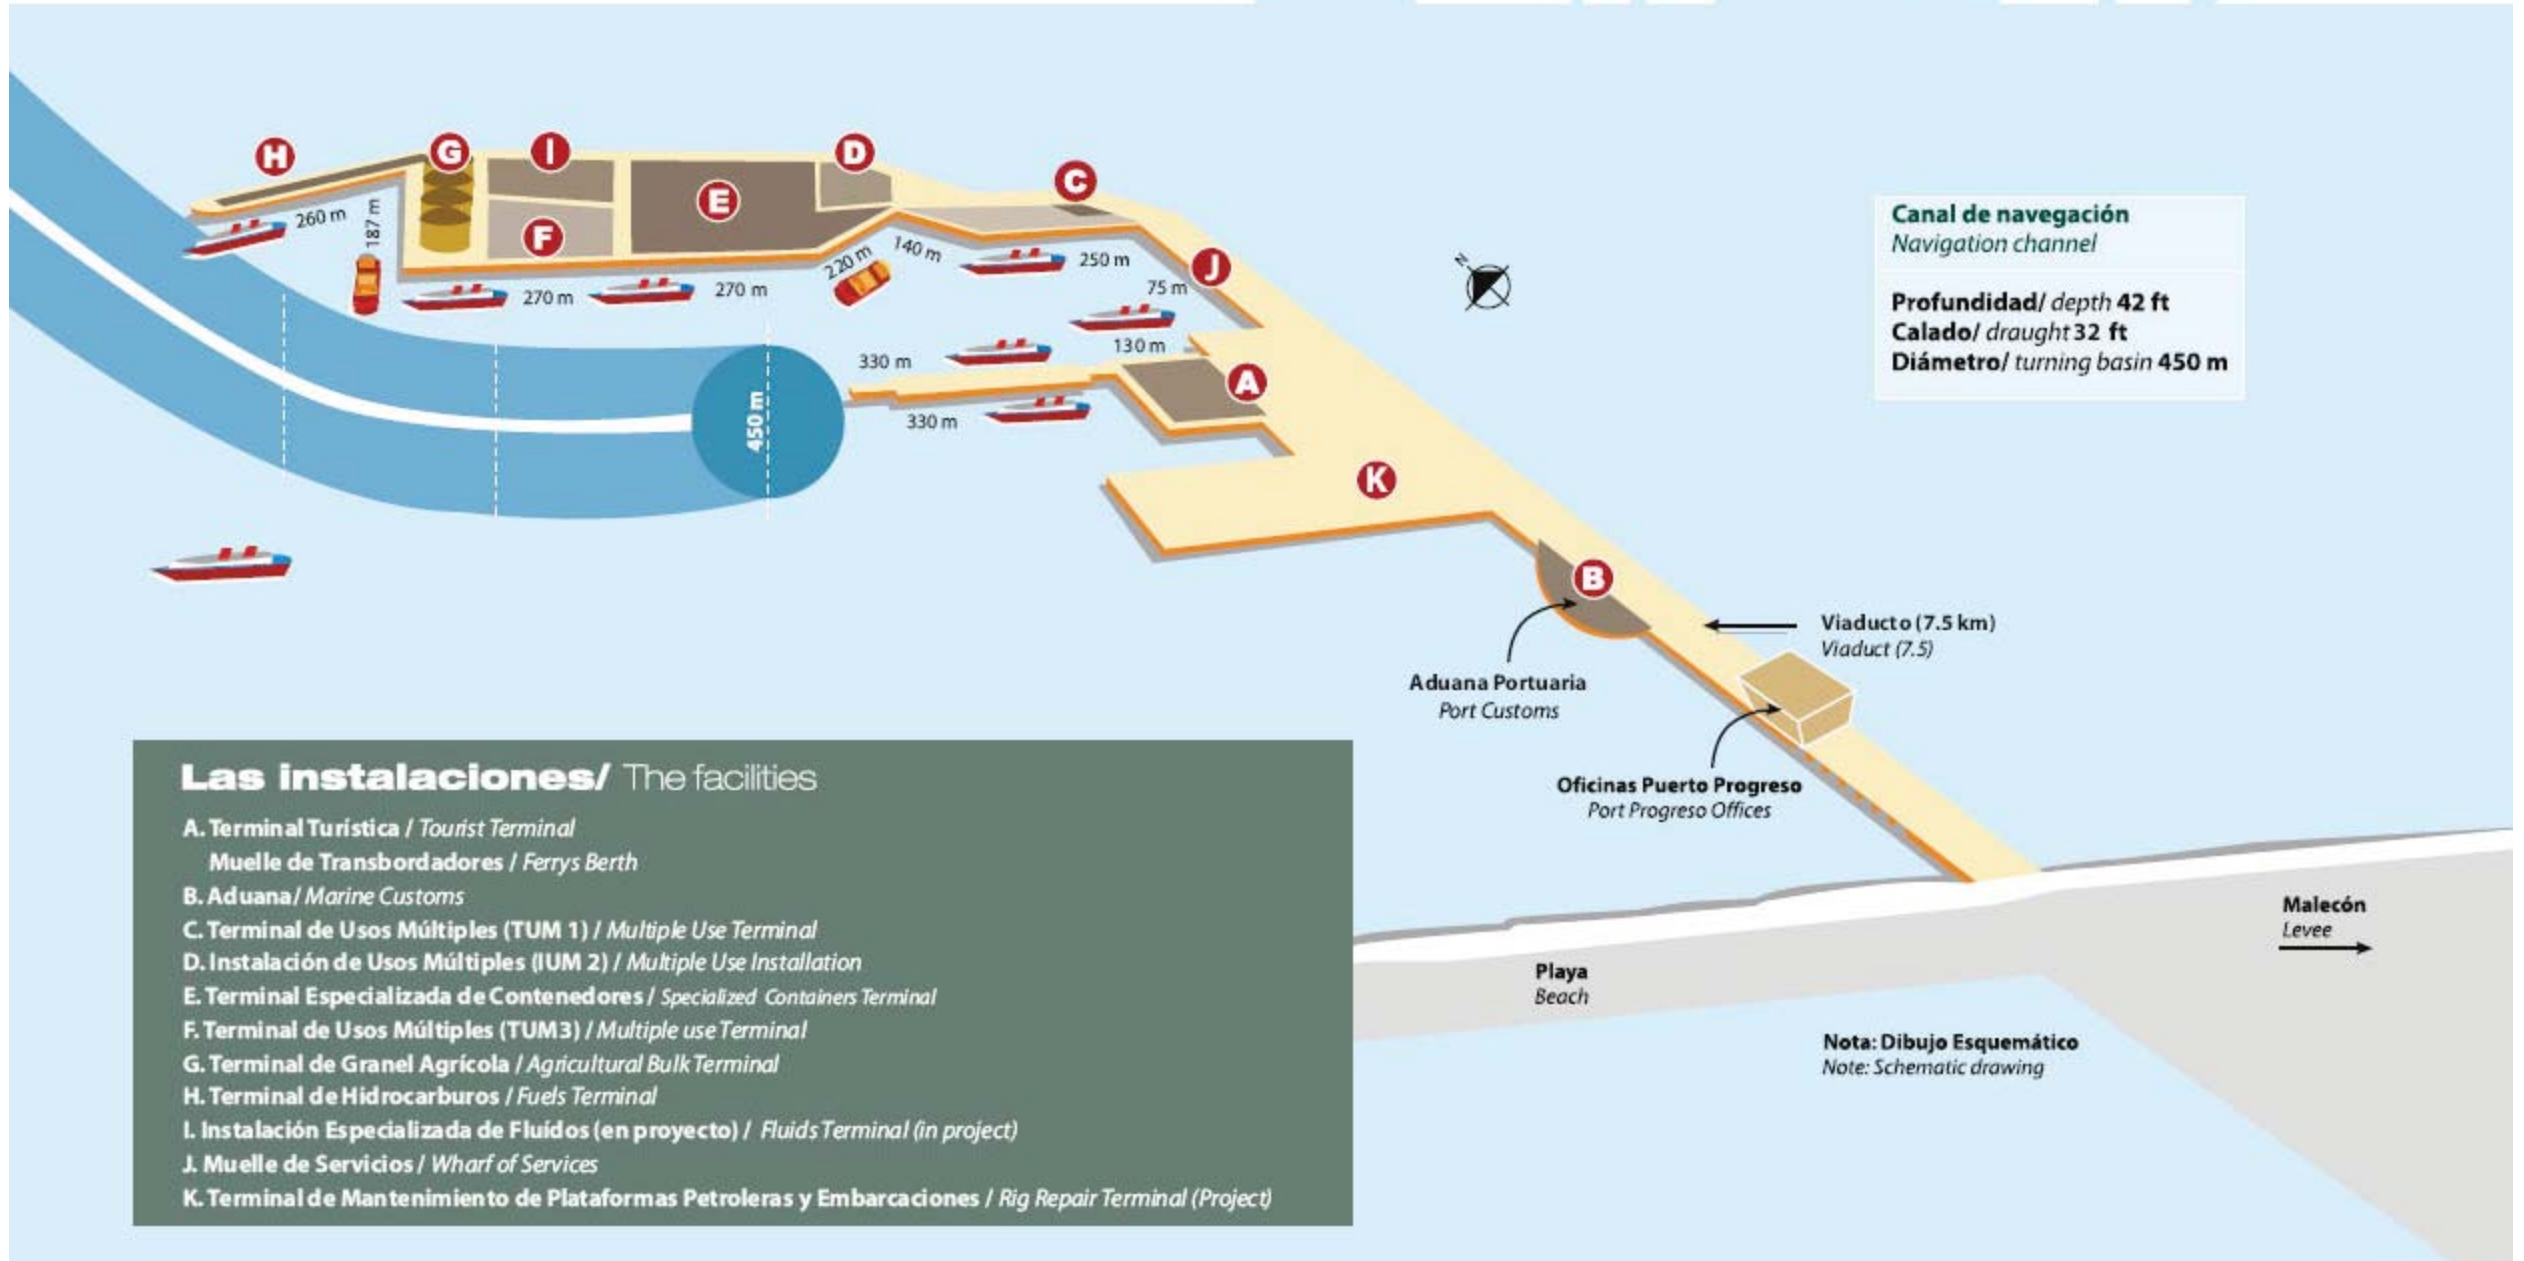 H
G
I
D
C
E
F
J
A
K
B
260 m
187 m
270 m
270 m
220 m
140 m
250 m
75 m
130 m
330 m
330 m
450 m
N
Canal de navegación
Navigation channel
Profundidad/ depth 42 ft
Calado/ draught 32 ft
Diámetro/ turning basin 450 m
Viaducto (7.5 km)
Viaduct (7.5)
Aduana Portuaria
Port Customs
Oficinas Puerto Progreso
Port Progreso Offices
Malecón
Levee
Playa
Beach
Nota: Dibujo Esquemático
Note: Schematic drawing
Las instalaciones/ The facilities
A. Terminal Turística / Tourist Terminal
Muelle de Transbordadores / Ferrys Berth
B. Aduana/ Marine Customs
C. Terminal de Usos Múltiples (TUM 1) / Multiple Use Terminal
D. Instalación de Usos Múltiples (IUM 2) / Multiple Use Installation
E. Terminal Especializada de Contenedores / Specialized Containers Terminal
F. Terminal de Usos Múltiples (TUM3) / Multiple use Terminal
G. Terminal de Granel Agrícola / Agricultural Bulk Terminal
H. Terminal de Hidrocarburos / Fuels Terminal
I. Instalación Especializada de Fluídos (en proyecto) / Fluids Terminal (in project)
J. Muelle de Servicios / Wharf of Services
K. Terminal de Mantenimiento de Plataformas Petroleras y Embarcaciones / Rig Repair Terminal (Project)